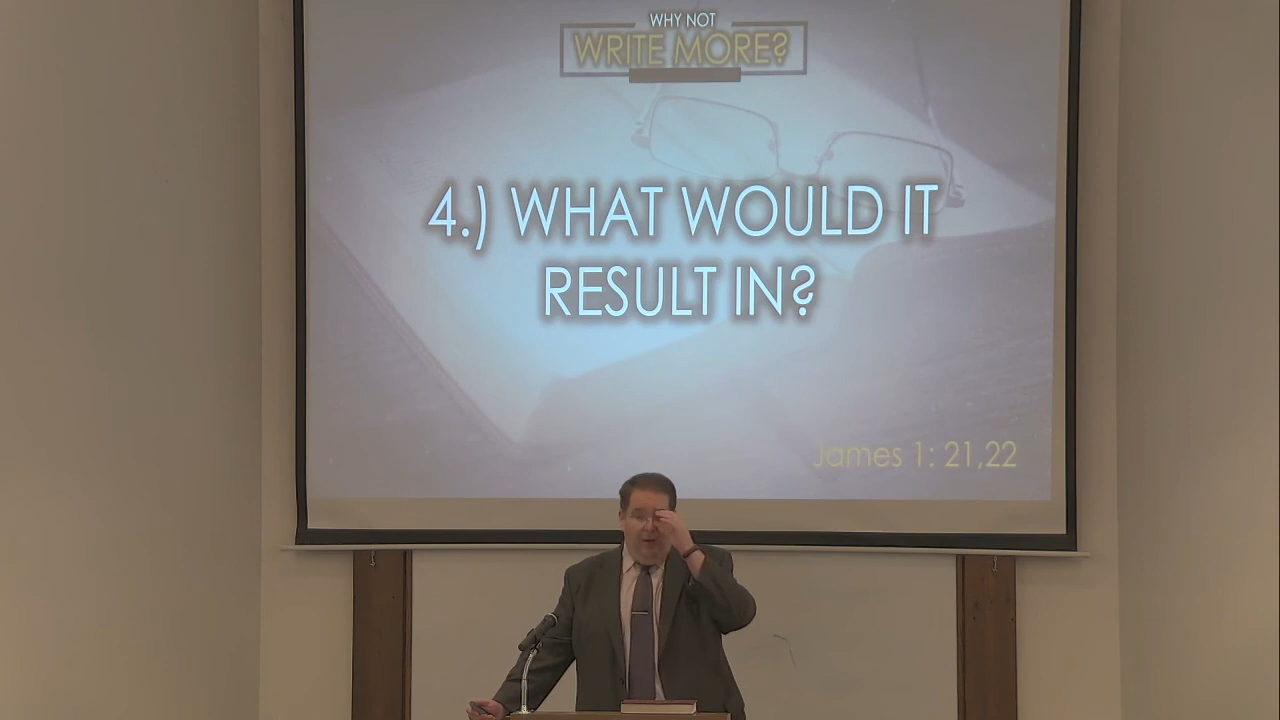 WHY NOT
WRITE MORE?
4.) WHAT WOULD IT
RESULT IN?
James 1: 21,22